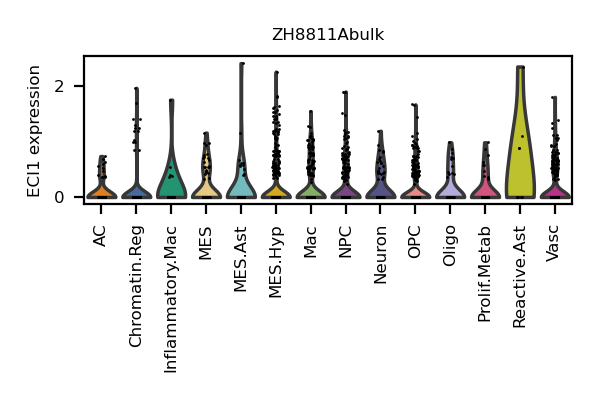 ZH8811Abulk
ECI1 expression
2
0
AC
Chromatin.Reg
Inflammatory.Mac
MES
MES.Ast
MES.Hyp
Mac
NPC
Neuron
OPC
Oligo
Prolif.Metab
Reactive.Ast
Vasc